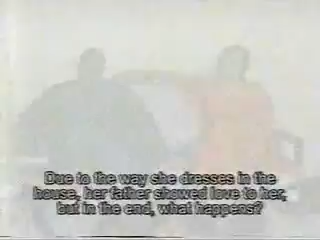 Due to the way she dresses in the
house, her father showed love to her,
but in the end, what happens?